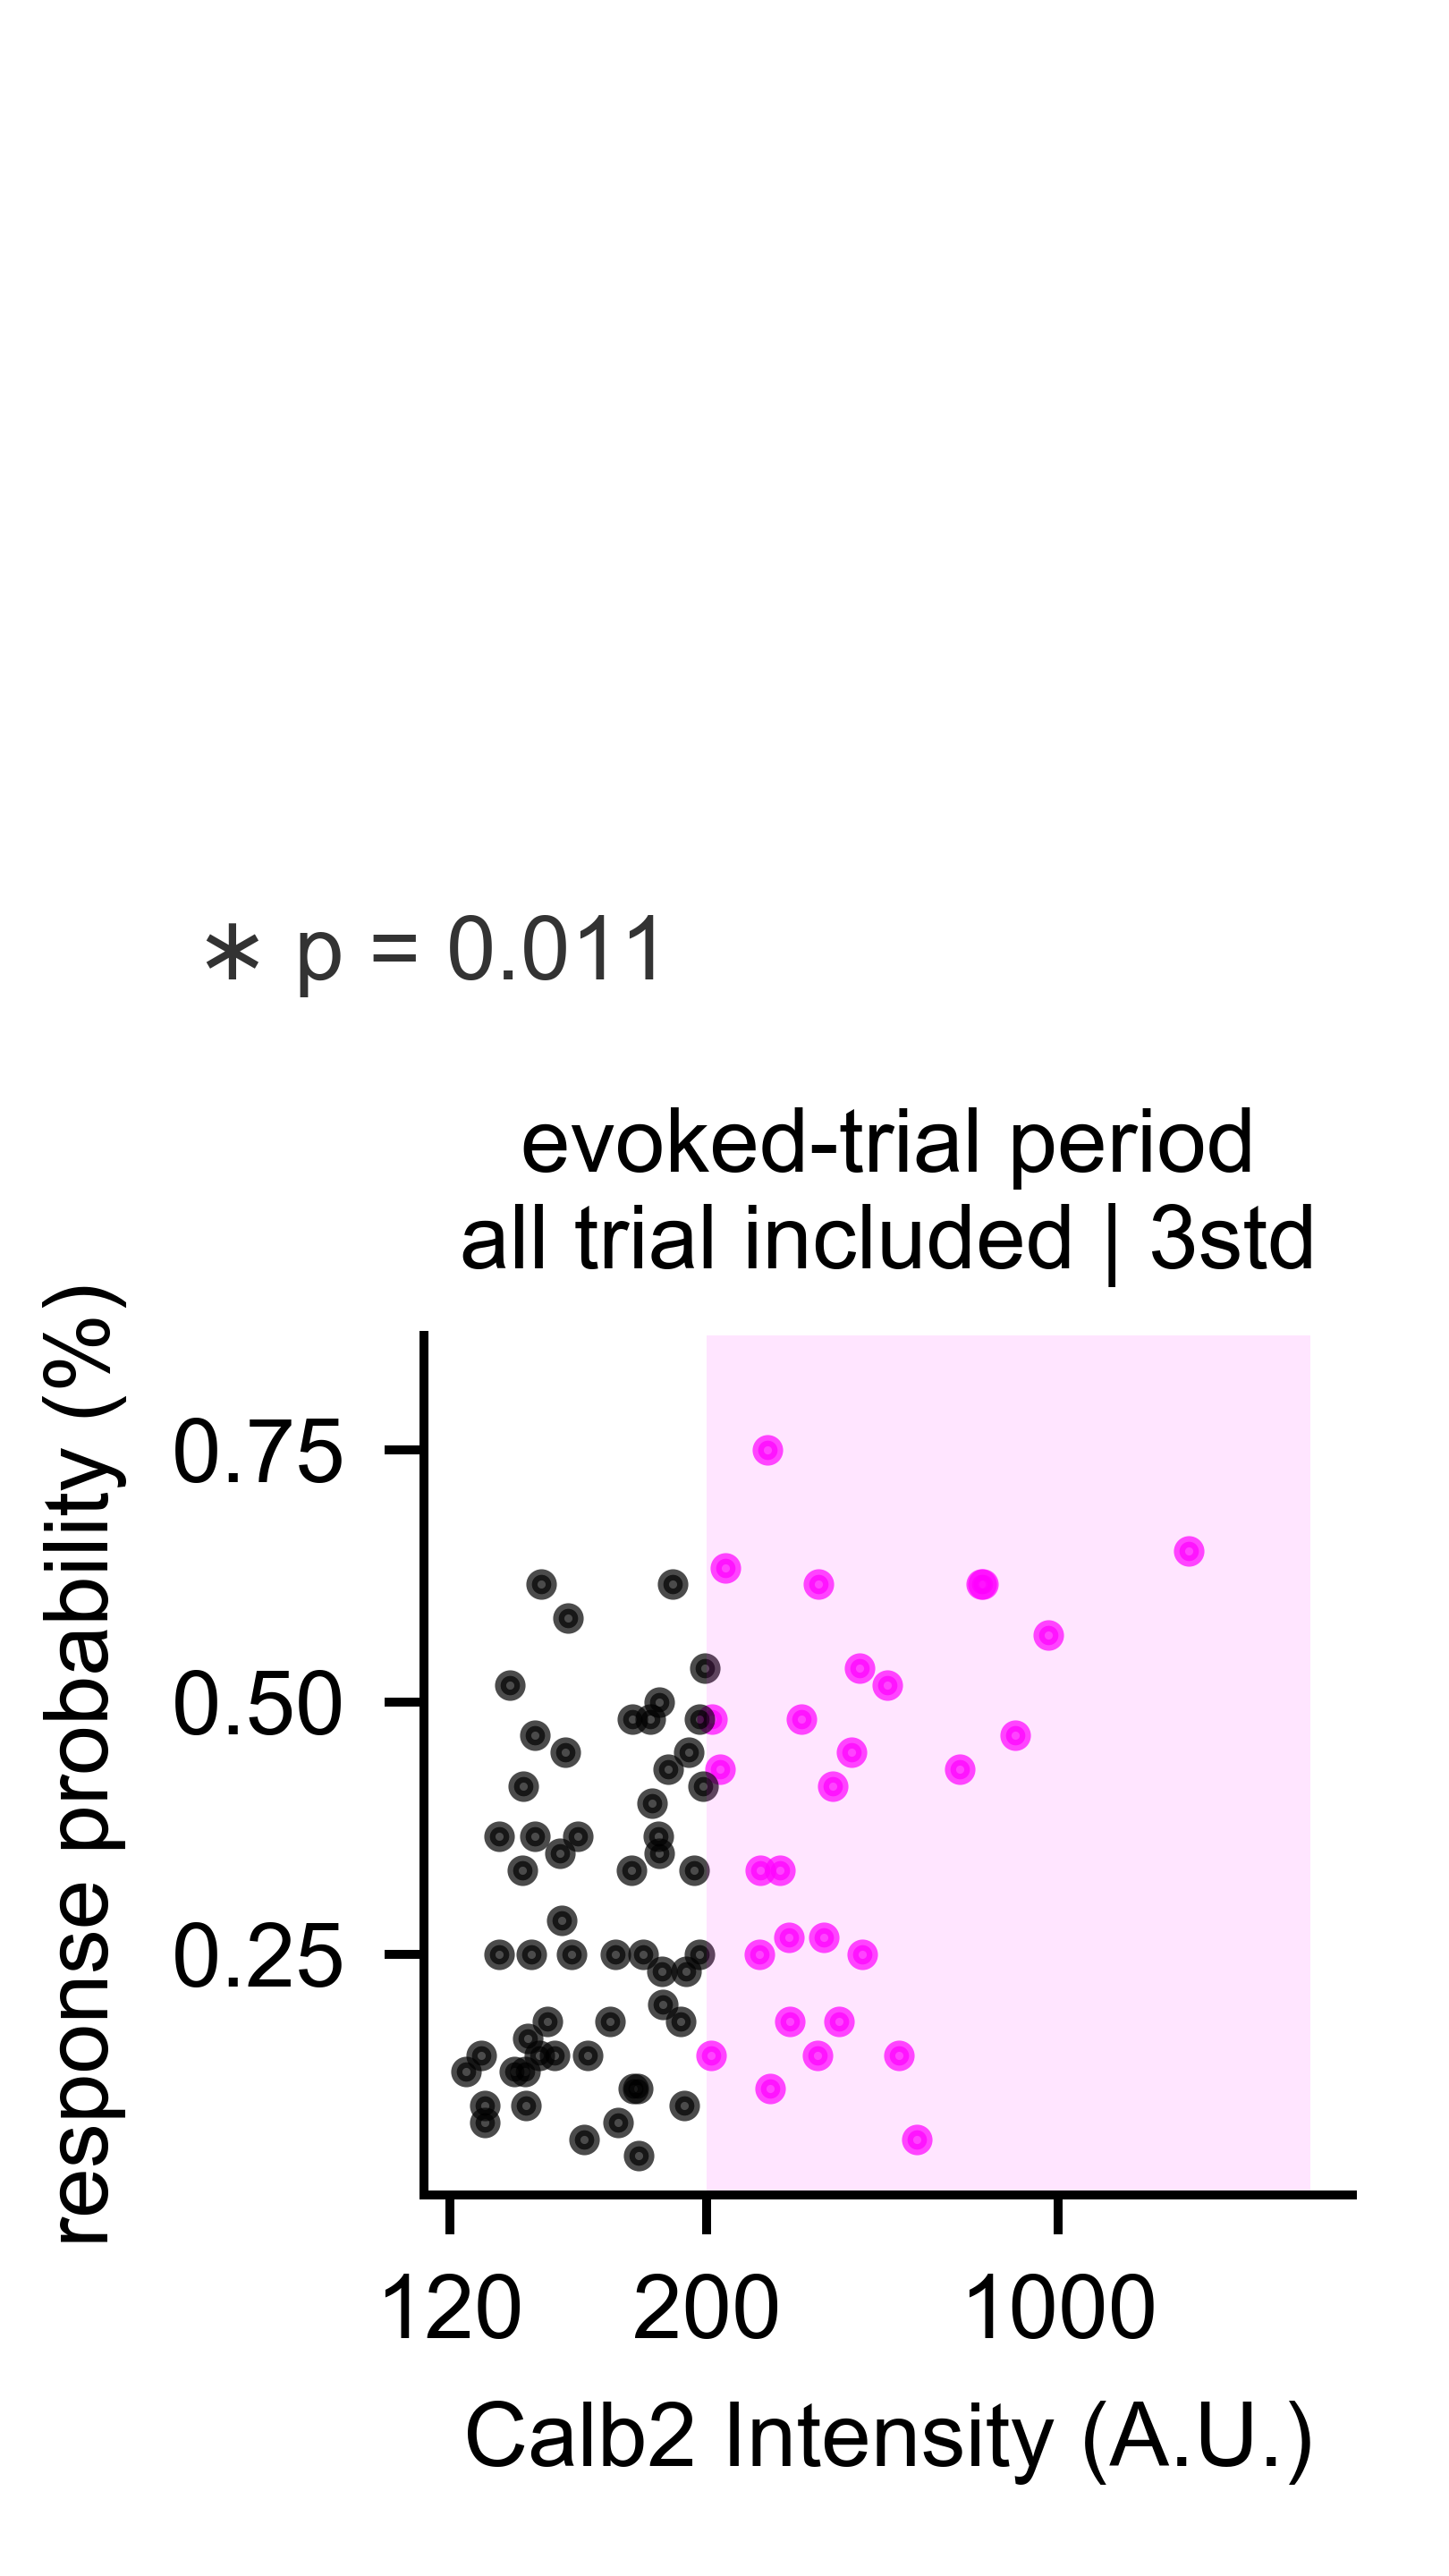 ∗ p = 0.011
evoked-trial period
all trial included | 3std
response probability (%)
0.75
0.50
0.25
120 200 1000
Calb2 Intensity (A.U.)